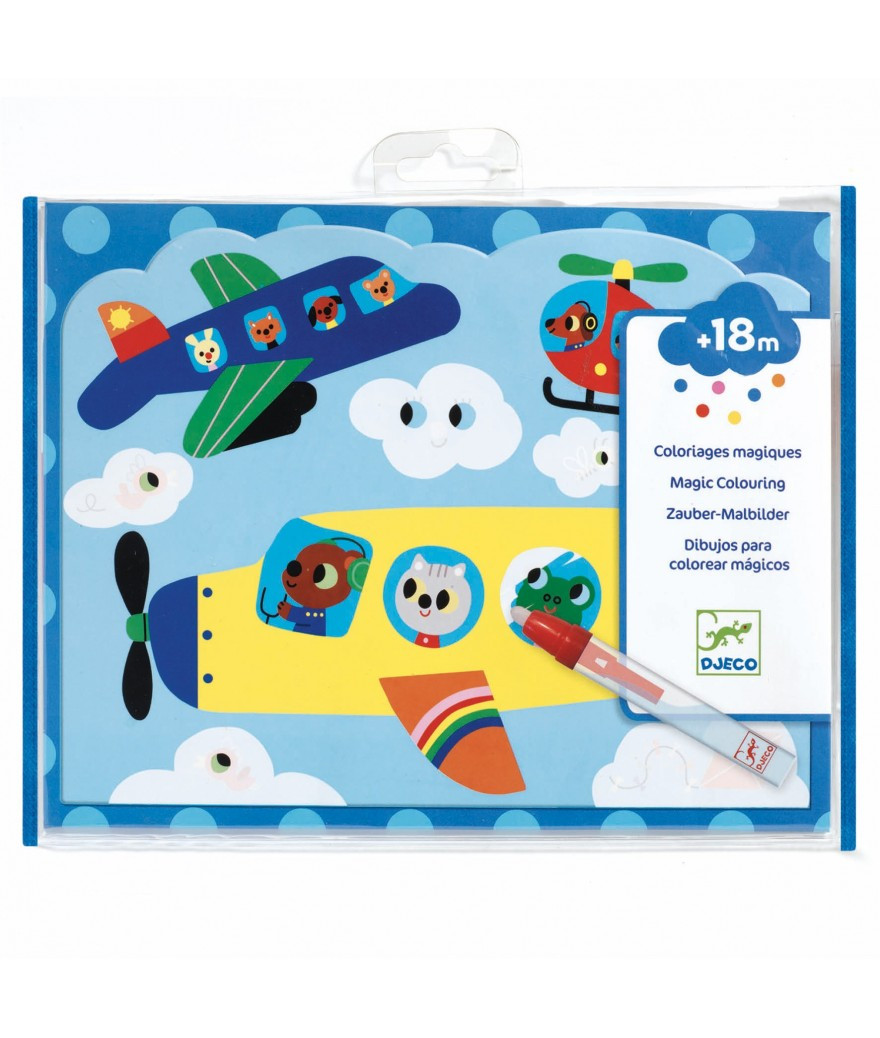 +18m
Coloriages magiques
Magic Colouring
Zauber-Malbilder
Dibujos para
colorear mágicos
DJECO
DJECO